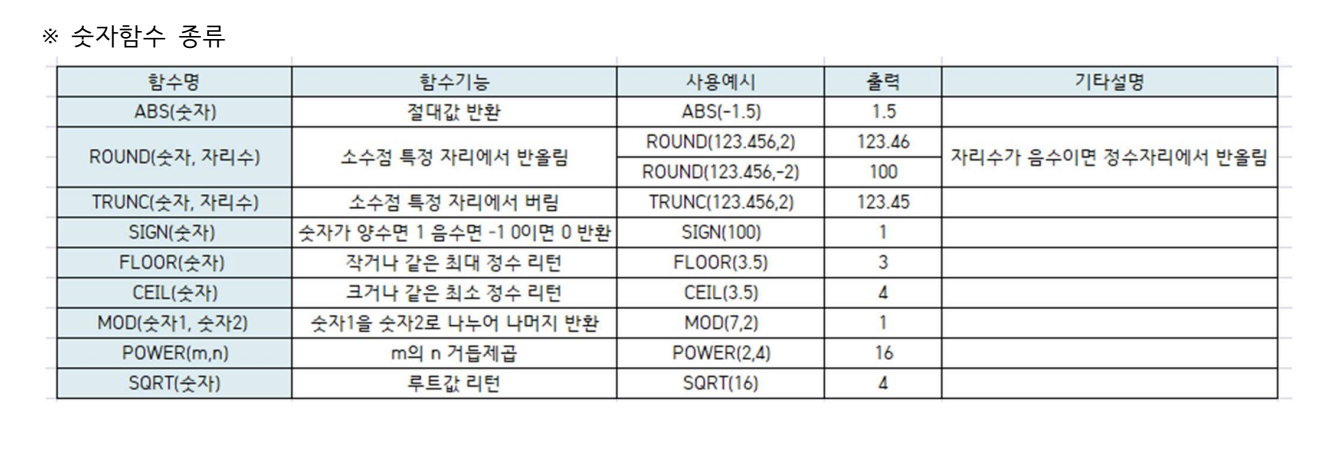 ※ 숫자함수 종류
함수명 함수기능 사용예시 출력 기타설명
ABS(숫자) 절대값 반환 ABS(-1.5) 1.5
ROUND(숫자, 자리수) 소수점 특정 자리에서 반올림 ROUND(123.456,2) 123.46 자리수가 음수이면 정수자리에서 반올림
ROUND(123.456,-2) 100
TRUNC(숫자, 자리수) 소수점 특정 자리에서 버림 TRUNC(123.456,2) 123.45
SIGN(숫자) 숫자가 양수면 1 음수면 -1 0이면 0 반환 SIGN(100) 1
FLOOR(숫자) 작거나 같은 최대 정수 리턴 FLOOR(3.5) 3
CEIL(숫자) 크거나 같은 최소 정수 리턴 CEIL(3.5) 4
MOD(숫자1, 숫자2) 숫자1을 숫자2로 나누어 나머지 반환 MOD(7,2) 1
POWER(m,n) m의 n 거듭제곱 POWER(2,4) 16
SQRT(숫자) 루트값 리턴 SQRT(16) 4